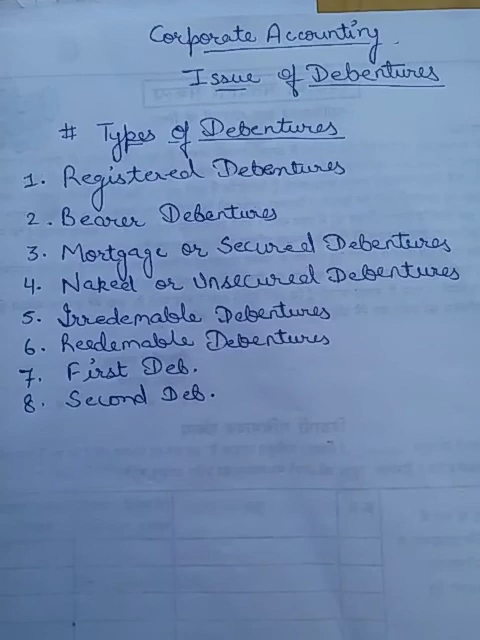 Corporate Accounting
Issue of Debentures
# Types of Debentures
1. Registered Debentures
2. Bearer Debentures
3. Mortgage or Secured Debentures
4. Naked or Unsecured Debentures
5. Irredemable Debentures
6. Reedemable Debentures
7. First Deb.
8. Second Deb.